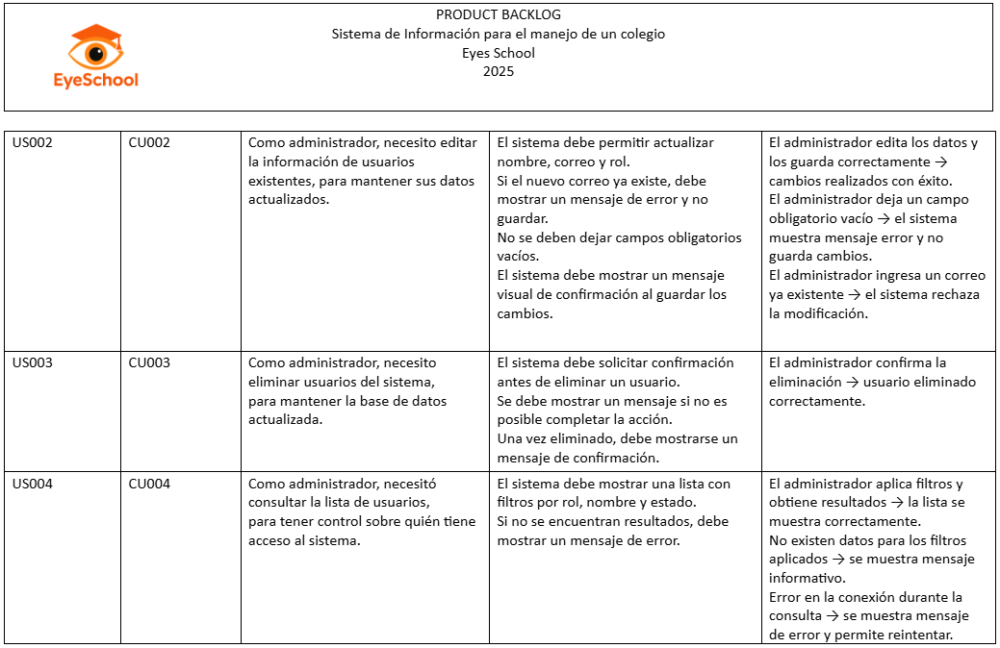 PRODUCT BACKLOG
Sistema de Información para el manejo de un colegio
Eyes School
2025
EyeSchool
US002
CU002
Como administrador, necesito editar
la información de usuarios
existentes, para mantener sus datos
actualizados.
El sistema debe permitir actualizar
nombre, correo y rol.
Si el nuevo correo ya existe, debe
mostrar un mensaje de error y no
guardar.
No se deben dejar campos obligatorios
vacíos.
El sistema debe mostrar un mensaje
visual de confirmación al guardar los
cambios.
El administrador edita los datos y
los guarda correctamente →
cambios realizados con éxito.
El administrador deja un campo
obligatorio vacío → el sistema
muestra mensaje error y no
guarda cambios.
El administrador ingresa un correo
ya existente → el sistema rechaza
la modificación.
US003
CU003
Como administrador, necesito
eliminar usuarios del sistema,
para mantener la base de datos
actualizada.
El sistema debe solicitar confirmación
antes de eliminar un usuario.
Se debe mostrar un mensaje si no es
posible completar la acción.
Una vez eliminado, debe mostrarse un
mensaje de confirmación.
El administrador confirma la
eliminación → usuario eliminado
correctamente.
US004
CU004
Como administrador, necesitó
consultar la lista de usuarios,
para tener control sobre quién tiene
acceso al sistema.
El sistema debe mostrar una lista con
filtros por rol, nombre y estado.
Si no se encuentran resultados, debe
mostrar un mensaje de error.
El administrador aplica filtros y
obtiene resultados → la lista se
muestra correctamente.
No existen datos para los filtros
aplicados → se muestra mensaje
informativo.
Error en la conexión durante la
consulta → se muestra mensaje
de error y permite reintentar.